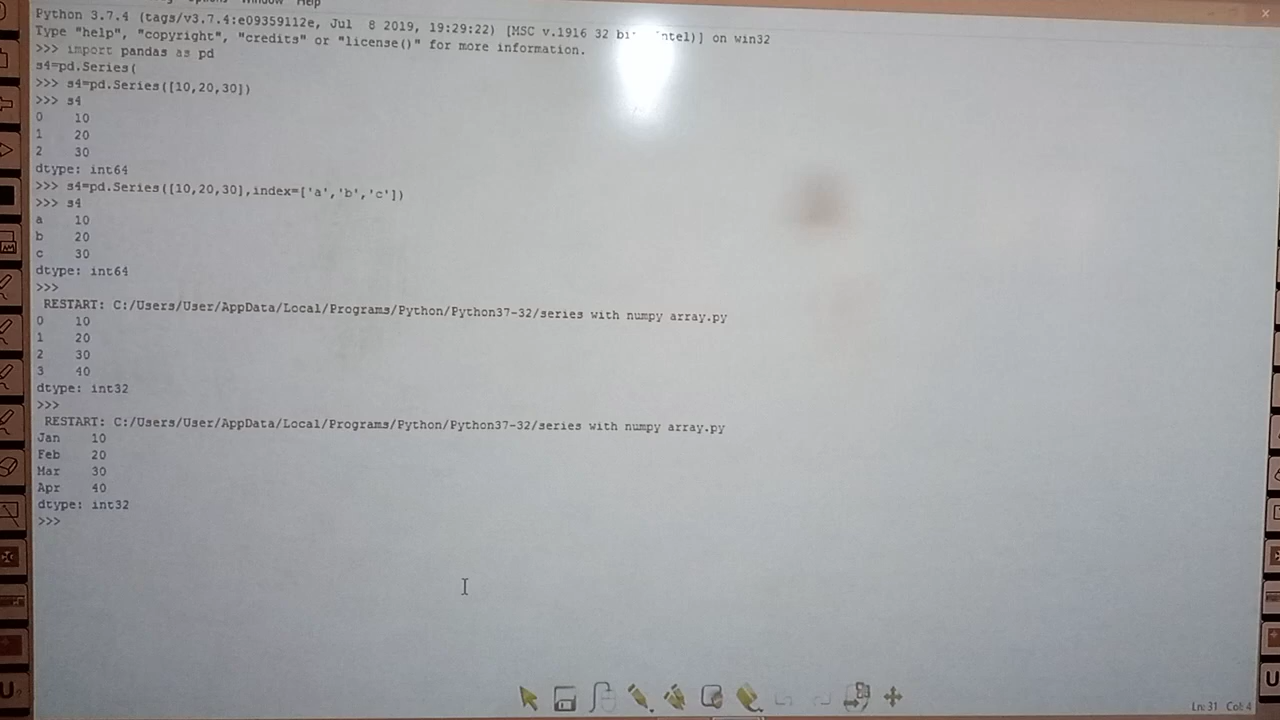 Options Window Help
Python 3.7.4 (tags/v3.7.4:e09359112e, Jul 8 2019, 19:29:22) [MSC v.1916 32 bi ntel)] on win32
Type "help", "copyright", "credits" or "license()" for more information.
>>> import pandas as pd
s4=pd.Series(
>>> s4=pd.Series([10,20,30])
>>> s4
0 10
1 20
2 30
dtype: int64
>>> s4=pd.Series([10,20,30],index=['a','b','c'])
>>> s4
a 10
b 20
c 30
dtype: int64
>>>
RESTART: C:/Users/User/AppData/Local/Programs/Python/Python37-32/series with numpy array.py
0 10
1 20
2 30
3 40
dtype: int32
>>>
RESTART: C:/Users/User/AppData/Local/Programs/Python/Python37-32/series with numpy array.py
Jan 10
Feb 20
Mar 30
Apr 40
dtype: int32
>>>
Ln: 31 Col: 4